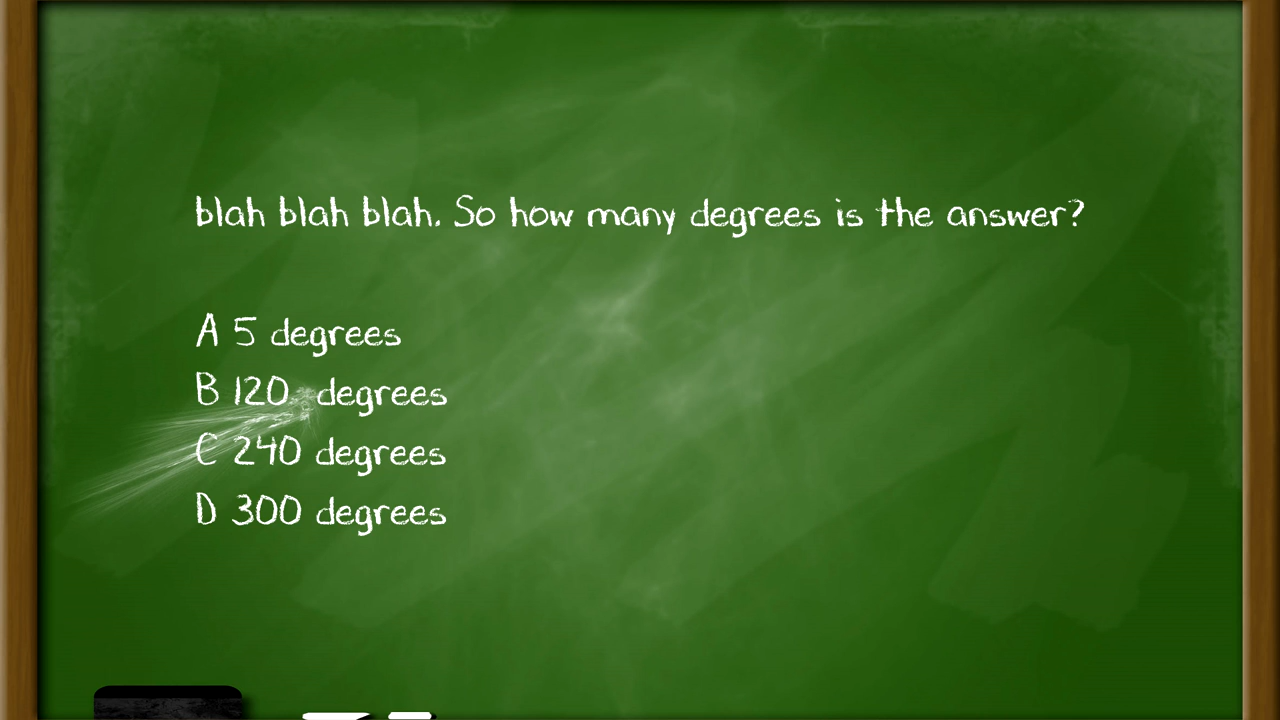 blah blah blah. So how many degrees is the answer?
A 5 degrees
B 120 degrees
C 240 degrees
D 300 degrees